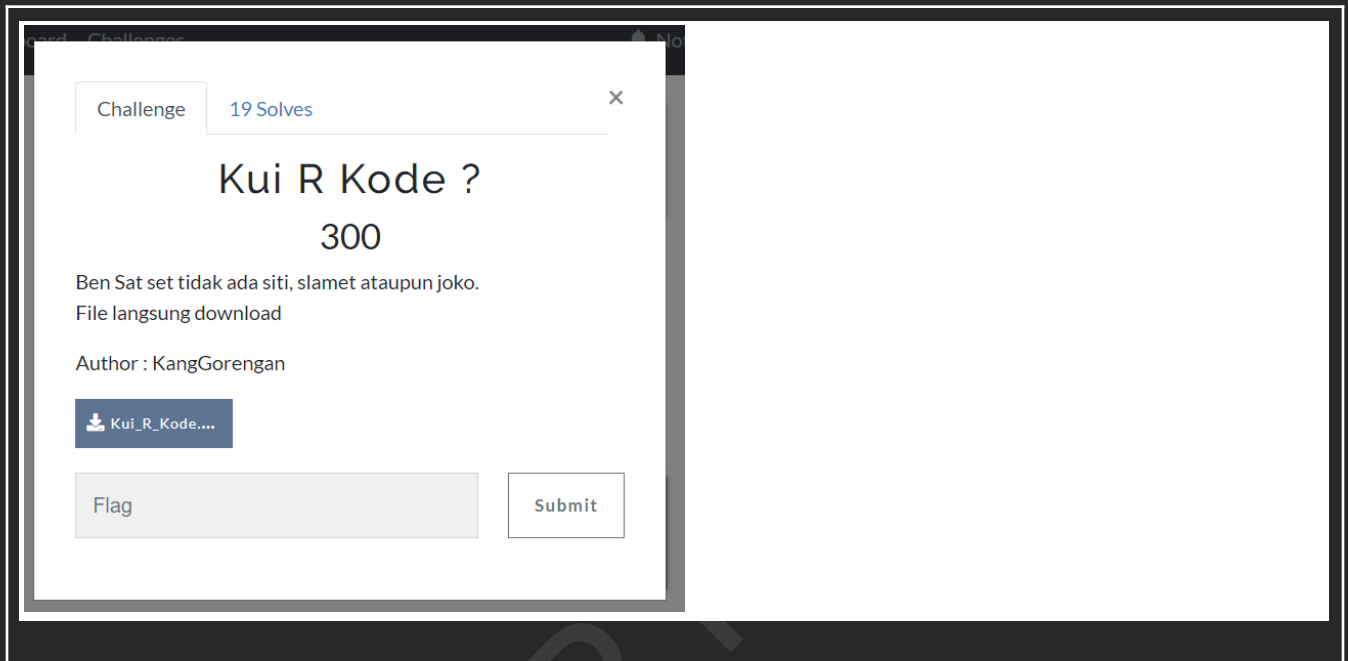 Challenges
Challenge
19 Solves
×
Kui R Kode ?
300
Ben Sat set tidak ada siti, slamet ataupun joko.
File langsung download
Author : KangGorengan
Kui_R_Kode....
Flag
Submit